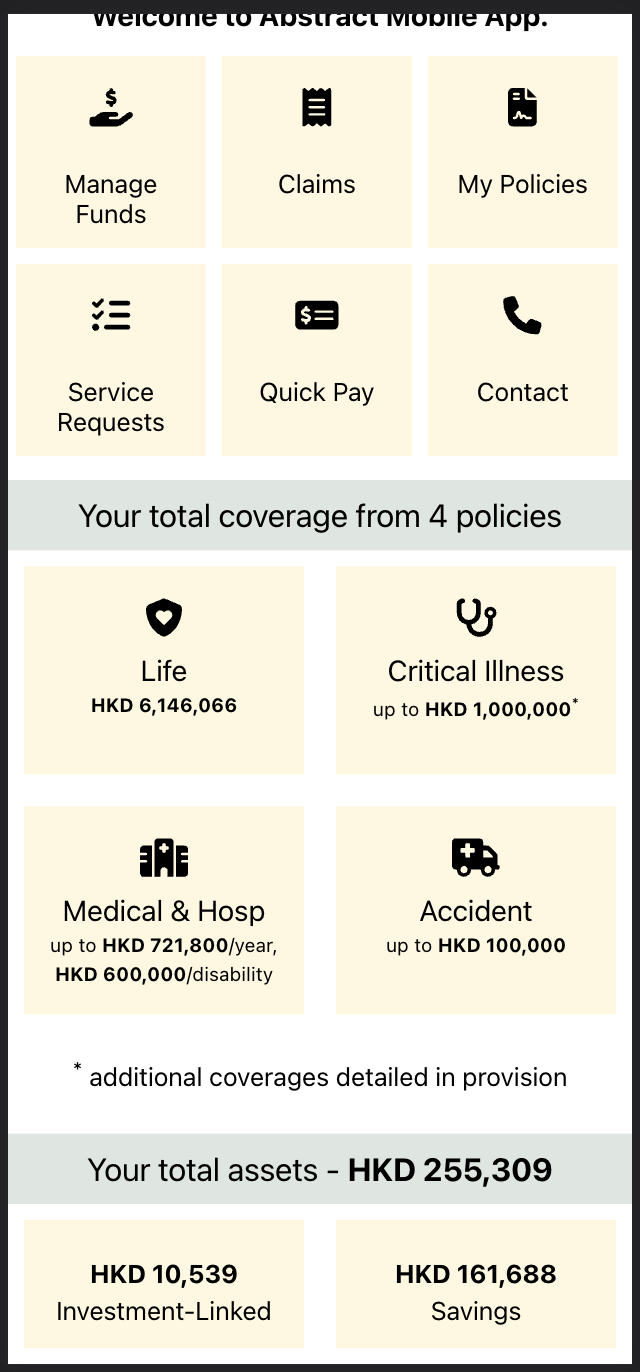 Welcome to Abstract Mobile App.
Manage
Funds
Claims
My Policies
Service
Requests
Quick Pay
Contact
Your total coverage from 4 policies
Life
HKD 6,146,066
Critical Illness
up to HKD 1,000,000*
Medical & Hosp
up to HKD 721,800/year,
HKD 600,000/disability
Accident
up to HKD 100,000
* additional coverages detailed in provision
Your total assets - HKD 255,309
HKD 10,539
Investment-Linked
HKD 161,688
Savings